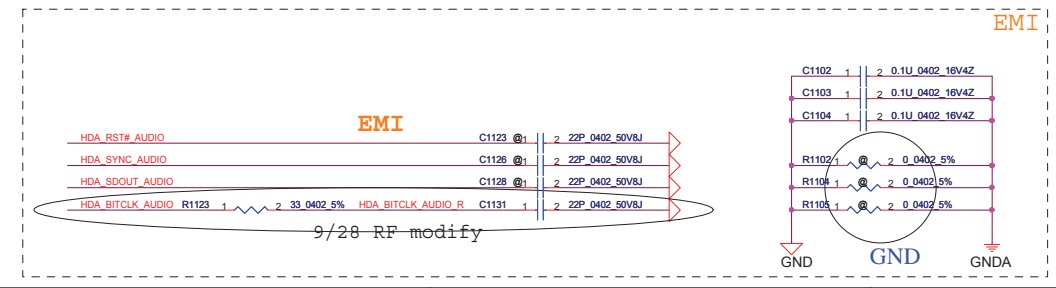 EMI
C1102 1 2 0.1U_0402_16V4Z
C1103 1 2 0.1U_0402_16V4Z
C1104 1 2 0.1U_0402_16V4Z
EMI
HDA_RST#_AUDIO C1123 @ 1 2 22P_0402_50V8J
HDA_SYNC_AUDIO C1126 @ 1 2 22P_0402_50V8J
HDA_SDOUT_AUDIO C1128 @ 1 2 22P_0402_50V8J
HDA_BITCLK_AUDIO R1123 1 2 33_0402_5% HDA_BITCLK_AUDIO_R C1131 1 2 22P_0402_50V8J
9/28 RF modify
R1102 1 @ 2 0_0402_5%
R1104 1 @ 2 0_0402_5%
R1105 1 @ 2 0_0402_5%
GND
GND
GNDA